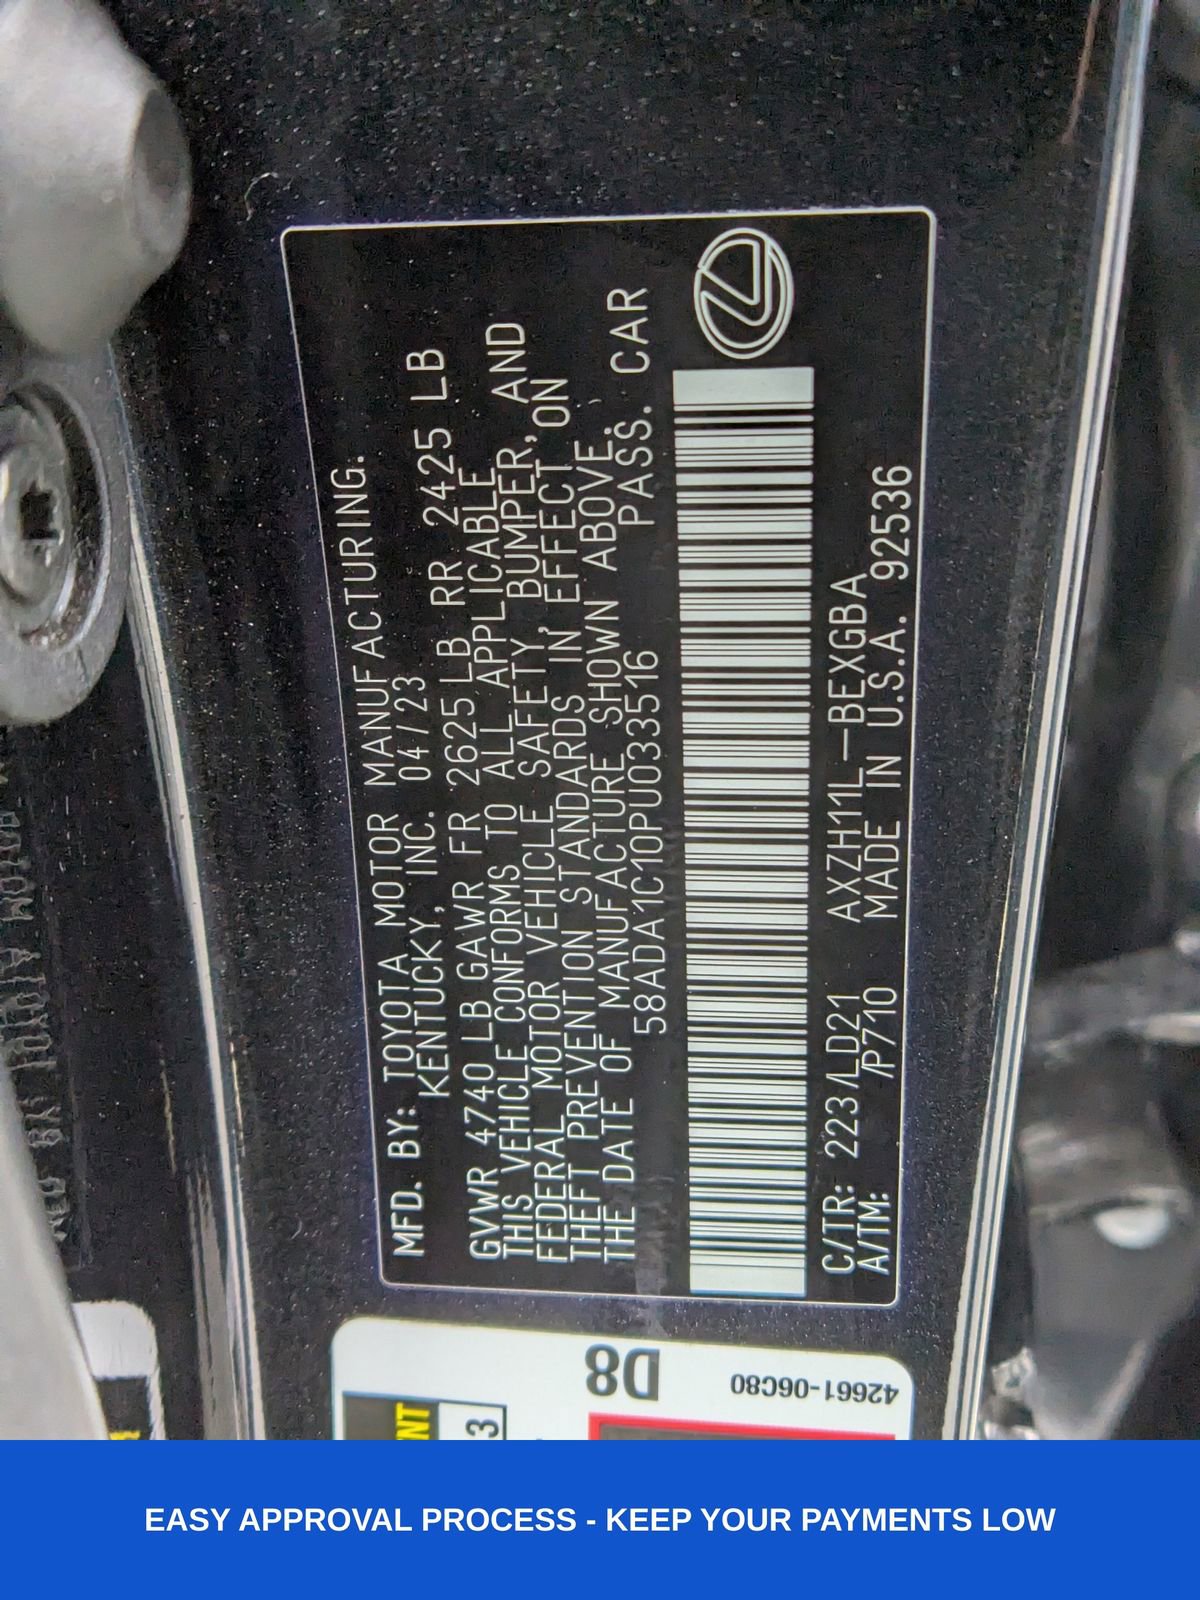 MFD. BY: TOYOTA MOTOR MANUFACTURING.
KENTUCKY, INC. 04/23
GVWR 4740 LB GAWR FR 2625 LB RR 2425 LB
THIS VEHICLE CONFORMS TO ALL APPLICABLE
FEDERAL MOTOR VEHICLE SAFETY, BUMPER, AND
THEFT PREVENTION STANDARDS IN EFFECT ON
THE DATE OF MANUFACTURE SHOWN ABOVE.
58ADA1C10PU033516 PASS. CAR
C/TR: 223/LD21 AXZH11L-BEXGBA
A/TM: /P710 MADE IN U.S.A. 92536
D8
42661-06C80
3
EASY APPROVAL PROCESS - KEEP YOUR PAYMENTS LOW